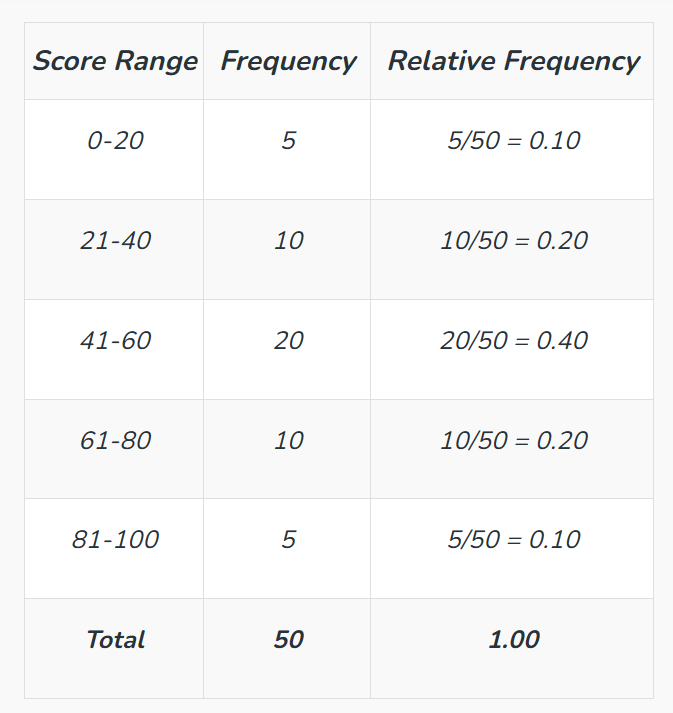 Score Range Frequency Relative Frequency
0-20 5 5/50 = 0.10
21-40 10 10/50 = 0.20
41-60 20 20/50 = 0.40
61-80 10 10/50 = 0.20
81-100 5 5/50 = 0.10
Total 50 1.00